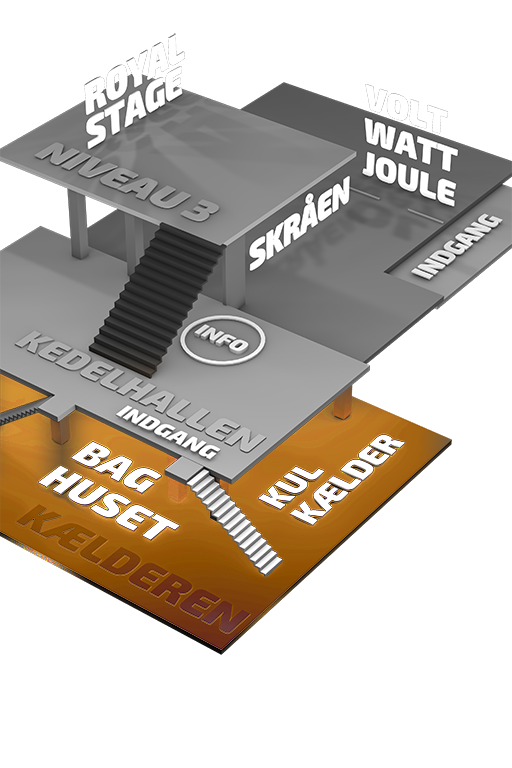 ROYAL
STAGE
NIVEAU 3
VOLT
WATT
JOULE
SKRÅEN
INDGANG
INFO
KEDELHALLEN
INDGANG
BAG
HUSET
KUL
KÆLDER
KÆLDEREN